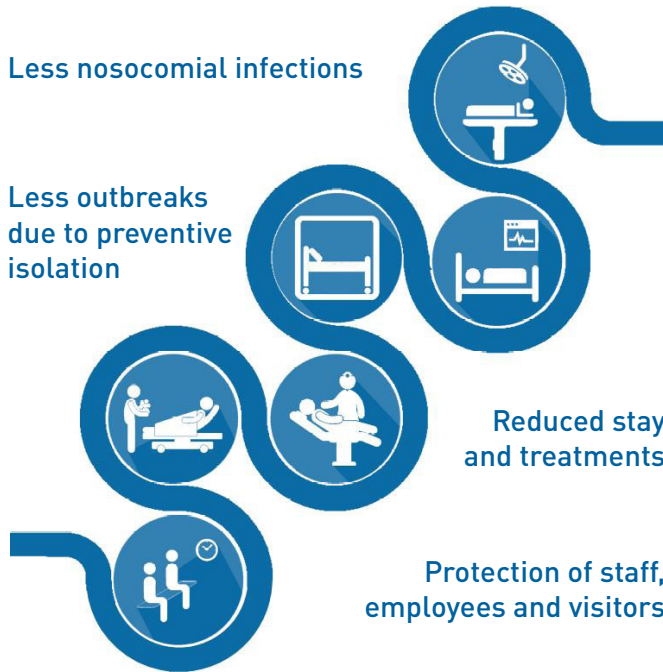 Less nosocomial infections
Less outbreaks
due to preventive
isolation
Reduced stay
and treatments
Protection of staff,
employees and visitors